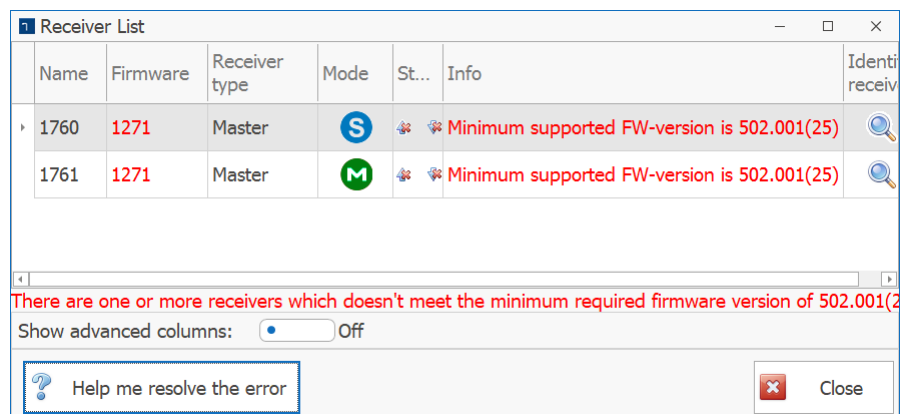 Receiver List
Name Firmware Receiver type Mode St... Info Identi receiv
1760 1271 Master S Minimum supported FW-version is 502.001(25)
1761 1271 Master M Minimum supported FW-version is 502.001(25)
There are one or more receivers which doesn't meet the minimum required firmware version of 502.001(2
Show advanced columns: Off
Help me resolve the error Close